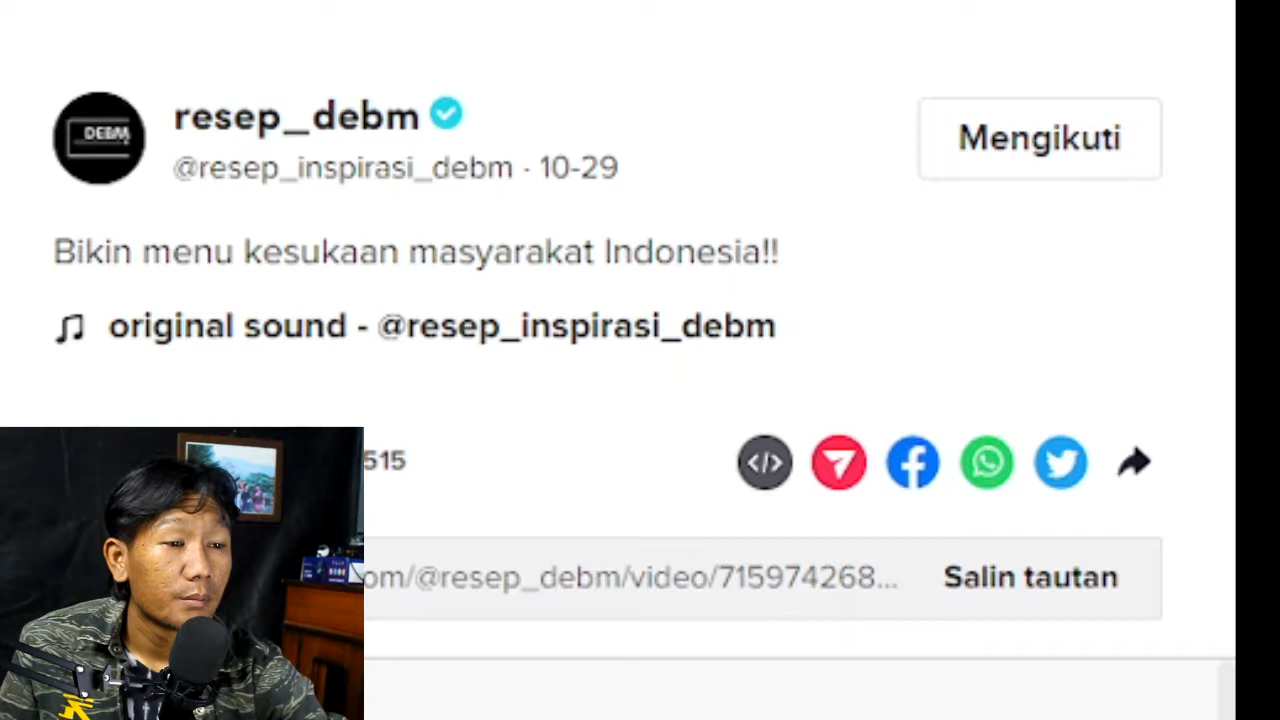 DEBM
resep_debm
@resep_inspirasi_debm · 10-29
Mengikuti
Bikin menu kesukaan masyarakat Indonesia!!
original sound - @resep_inspirasi_debm
515
om/@resep_debm/video/715974268...
Salin tautan